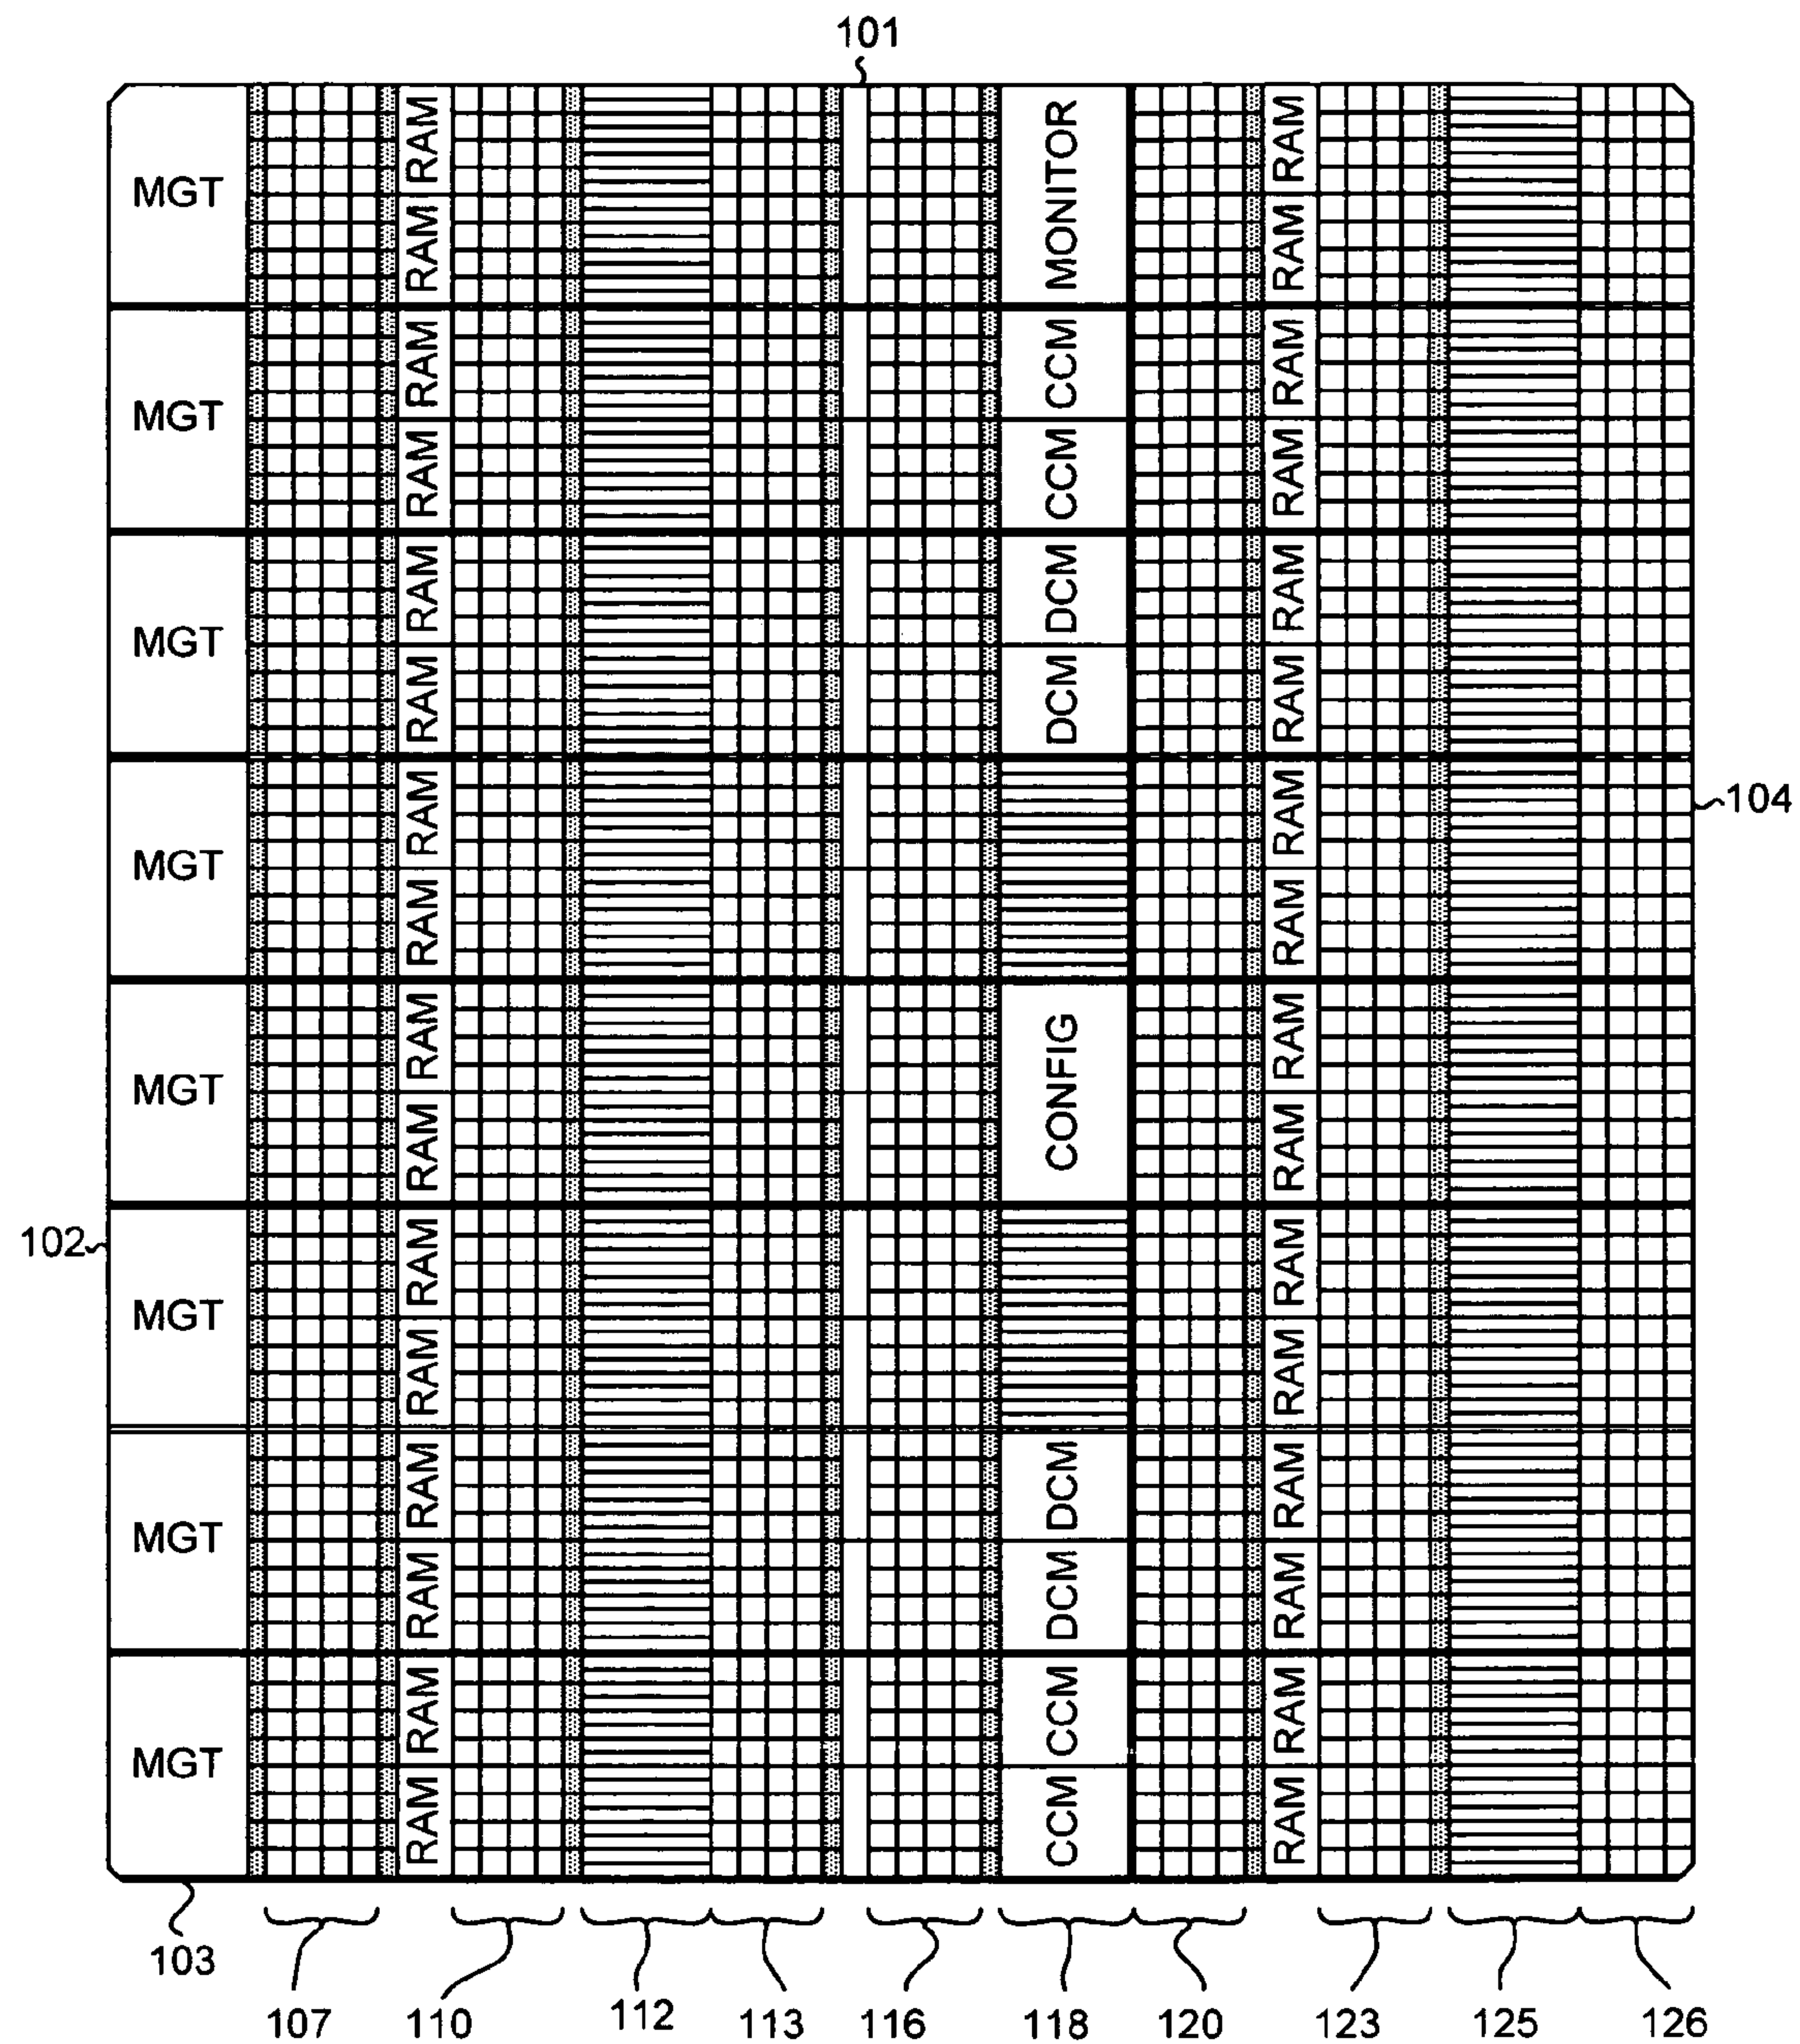 101
MGT RAM RAM MONITOR RAM RAM
MGT RAM RAM CCM CCM RAM RAM
MGT RAM RAM DCM DCM RAM RAM
MGT RAM RAM RAM RAM
104
MGT RAM RAM CONFIG RAM RAM
102
MGT RAM RAM RAM RAM
MGT RAM RAM DCM DCM RAM RAM
MGT RAM RAM CCM CCM RAM RAM
103
107 110 112 113 116 118 120 123 125 126